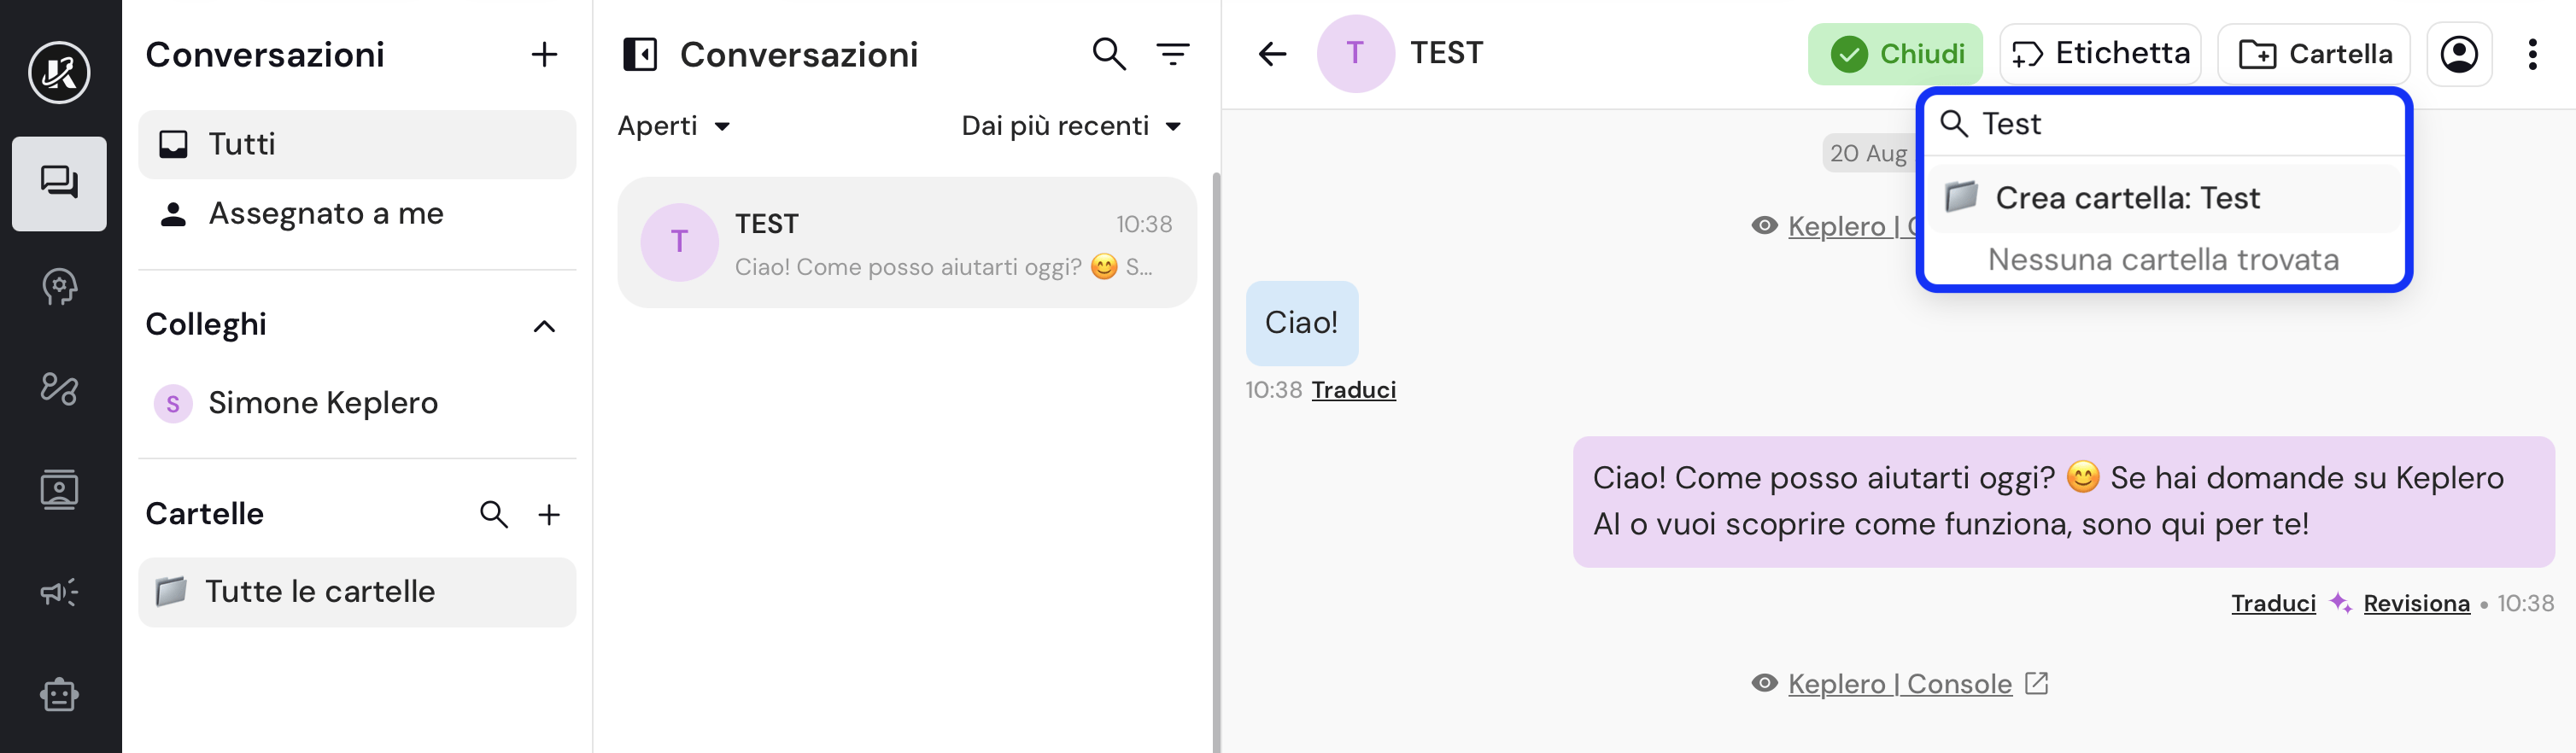 Conversazioni
Tutti
Assegnato a me
Colleghi
S
Simone Keplero
Cartelle
Tutte le cartelle
Conversazioni
Aperti
Dai più recenti
T
TEST
10:38
Ciao! Come posso aiutarti oggi? 😊 S...
T
TEST
Chiudi
Etichetta
Cartella
Test
Crea cartella: Test
Nessuna cartella trovata
20 Aug
Keplero |
Ciao!
10:38 Traduci
Ciao! Come posso aiutarti oggi? 😊 Se hai domande su Keplero
AI o vuoi scoprire come funziona, sono qui per te!
Traduci Revisiona • 10:38
Keplero | Console